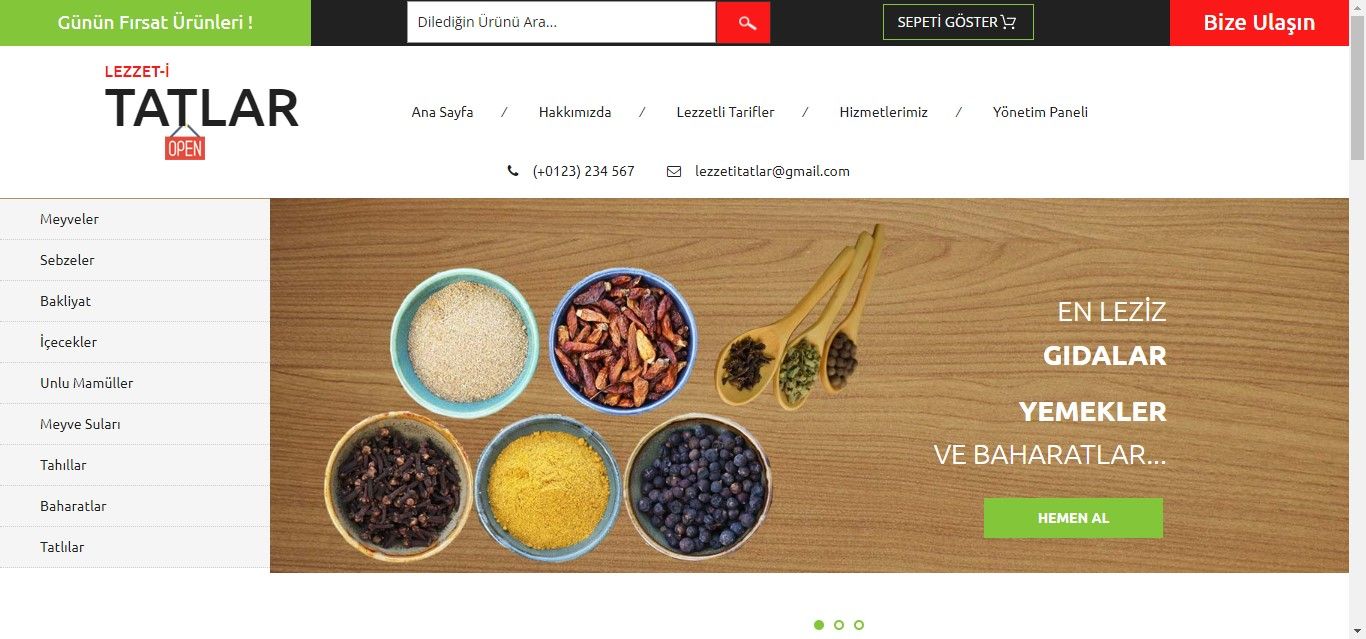 Günün Fırsat Ürünleri !
Dilediğin Ürünü Ara...
SEPETİ GÖSTER
Bize Ulaşın
LEZZET-İ
TATLAR
OPEN
Ana Sayfa / Hakkımızda / Lezzetli Tarifler / Hizmetlerimiz / Yönetim Paneli
(+0123) 234 567 lezzetitatlar@gmail.com
Meyveler
Sebzeler
Bakliyat
İçecekler
Unlu Mamüller
Meyve Suları
Tahıllar
Baharatlar
Tatlılar
EN LEZİZ
GIDALAR
YEMEKLER
VE BAHARATLAR...
HEMEN AL